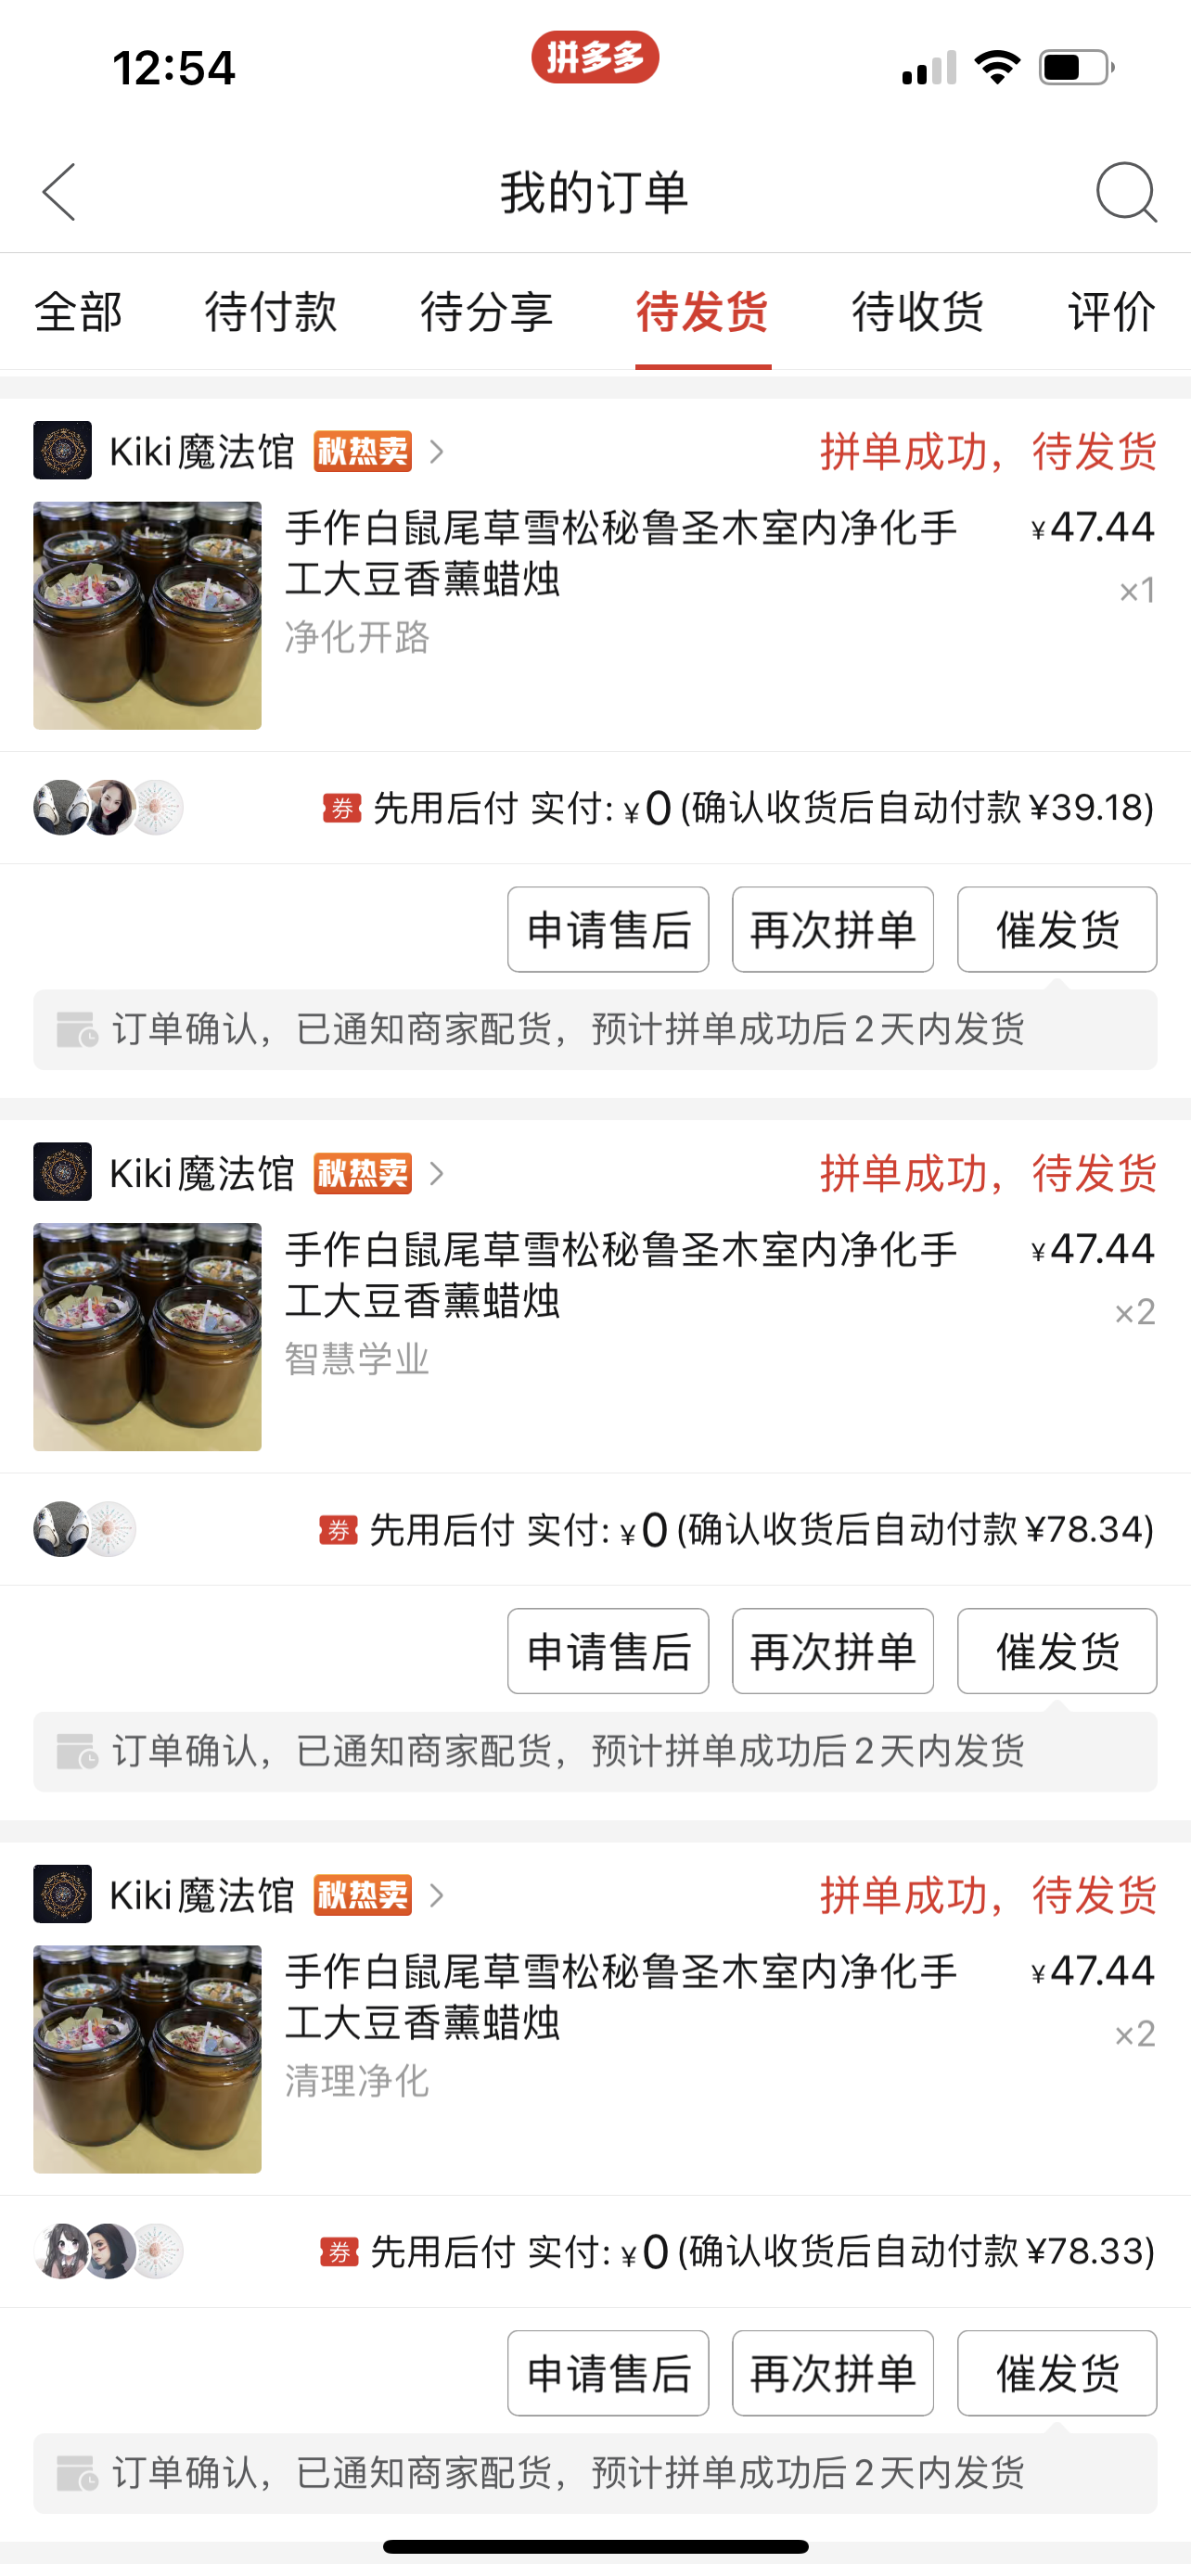 12:54
拼多多
我的订单
全部 待付款 待分享 待发货 待收货 评价
Kiki魔法馆 秋热卖 拼单成功，待发货
手作白鼠尾草雪松秘鲁圣木室内净化手 ¥47.44
工大豆香薰蜡烛 ×1
净化开路
券 先用后付 实付: ¥0 (确认收货后自动付款 ¥39.18)
申请售后 再次拼单 催发货
订单确认，已通知商家配货，预计拼单成功后2天内发货
Kiki魔法馆 秋热卖 拼单成功，待发货
手作白鼠尾草雪松秘鲁圣木室内净化手 ¥47.44
工大豆香薰蜡烛 ×2
智慧学业
券 先用后付 实付: ¥0 (确认收货后自动付款 ¥78.34)
申请售后 再次拼单 催发货
订单确认，已通知商家配货，预计拼单成功后2天内发货
Kiki魔法馆 秋热卖 拼单成功，待发货
手作白鼠尾草雪松秘鲁圣木室内净化手 ¥47.44
工大豆香薰蜡烛 ×2
清理净化
券 先用后付 实付: ¥0 (确认收货后自动付款 ¥78.33)
申请售后 再次拼单 催发货
订单确认，已通知商家配货，预计拼单成功后2天内发货